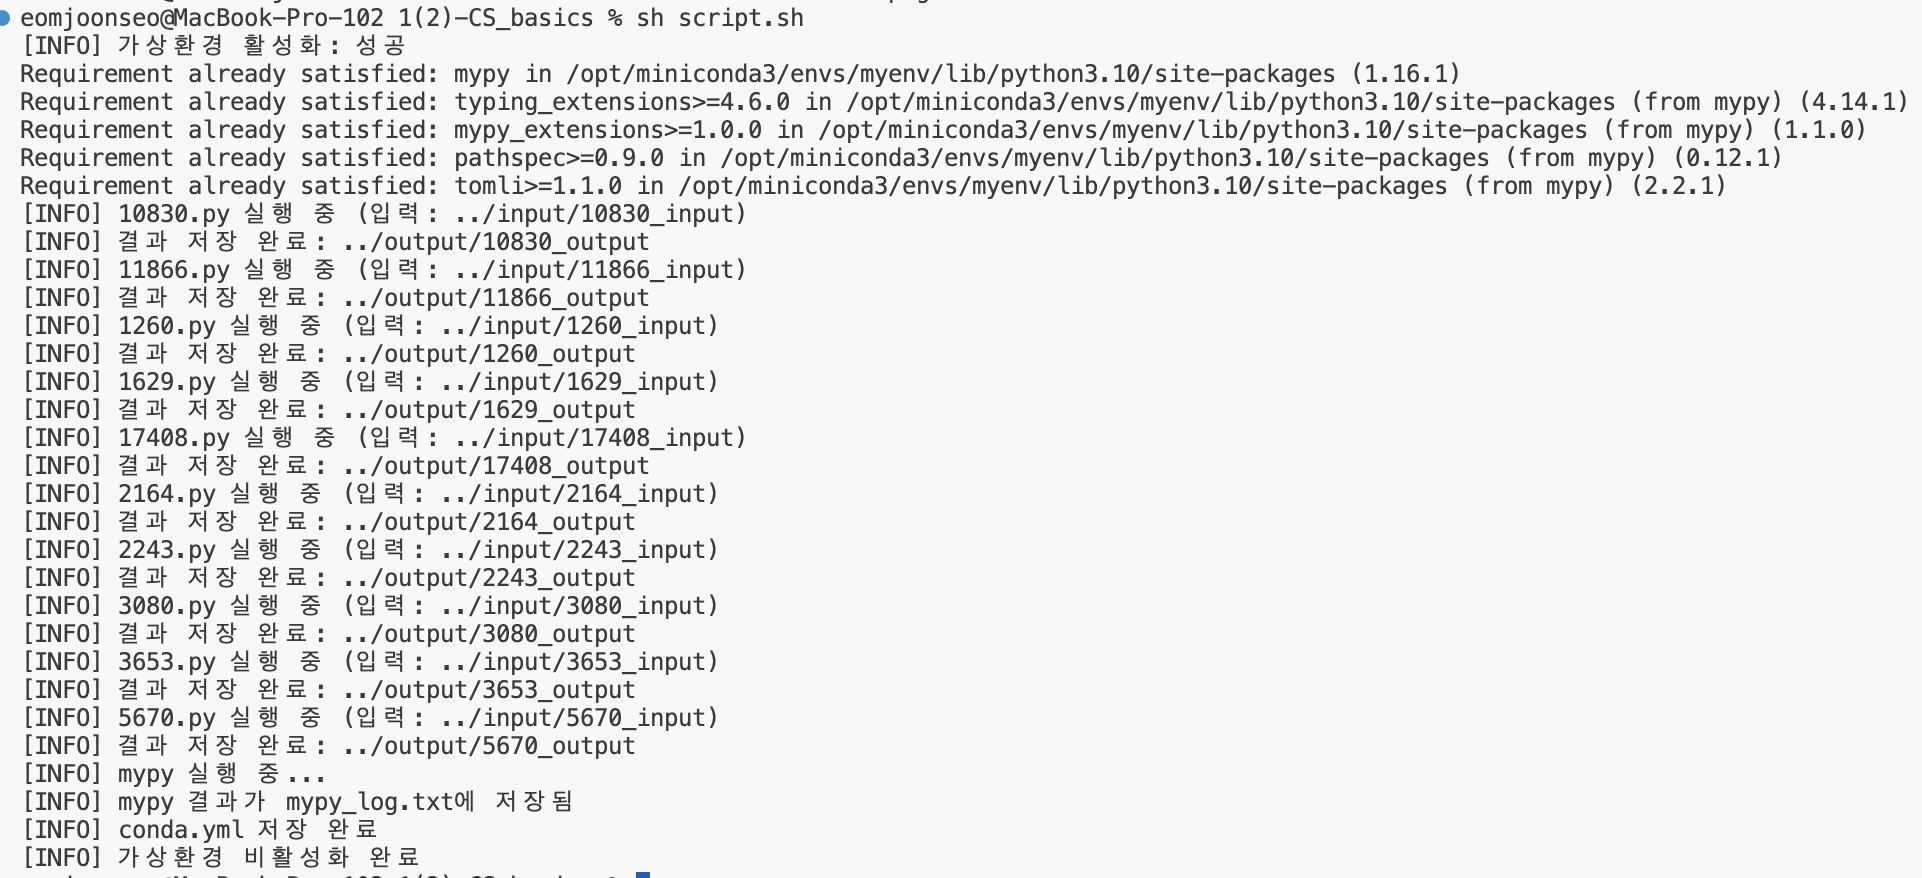 eomjoonseo@MacBook-Pro-102 1(2)-CS_basics % sh script.sh
[INFO] 가상환경 활성화: 성공
Requirement already satisfied: mypy in /opt/miniconda3/envs/myenv/lib/python3.10/site-packages (1.16.1)
Requirement already satisfied: typing_extensions>=4.6.0 in /opt/miniconda3/envs/myenv/lib/python3.10/site-packages (from mypy) (4.14.1)
Requirement already satisfied: mypy_extensions>=1.0.0 in /opt/miniconda3/envs/myenv/lib/python3.10/site-packages (from mypy) (1.1.0)
Requirement already satisfied: pathspec>=0.9.0 in /opt/miniconda3/envs/myenv/lib/python3.10/site-packages (from mypy) (0.12.1)
Requirement already satisfied: tomli>=1.1.0 in /opt/miniconda3/envs/myenv/lib/python3.10/site-packages (from mypy) (2.2.1)
[INFO] 10830.py 실행 중 (입력: ../input/10830_input)
[INFO] 결과 저장 완료: ../output/10830_output
[INFO] 11866.py 실행 중 (입력: ../input/11866_input)
[INFO] 결과 저장 완료: ../output/11866_output
[INFO] 1260.py 실행 중 (입력: ../input/1260_input)
[INFO] 결과 저장 완료: ../output/1260_output
[INFO] 1629.py 실행 중 (입력: ../input/1629_input)
[INFO] 결과 저장 완료: ../output/1629_output
[INFO] 17408.py 실행 중 (입력: ../input/17408_input)
[INFO] 결과 저장 완료: ../output/17408_output
[INFO] 2164.py 실행 중 (입력: ../input/2164_input)
[INFO] 결과 저장 완료: ../output/2164_output
[INFO] 2243.py 실행 중 (입력: ../input/2243_input)
[INFO] 결과 저장 완료: ../output/2243_output
[INFO] 3080.py 실행 중 (입력: ../input/3080_input)
[INFO] 결과 저장 완료: ../output/3080_output
[INFO] 3653.py 실행 중 (입력: ../input/3653_input)
[INFO] 결과 저장 완료: ../output/3653_output
[INFO] 5670.py 실행 중 (입력: ../input/5670_input)
[INFO] 결과 저장 완료: ../output/5670_output
[INFO] mypy 실행 중...
[INFO] mypy 결과가 mypy_log.txt에 저장됨
[INFO] conda.yml 저장 완료
[INFO] 가상환경 비활성화 완료